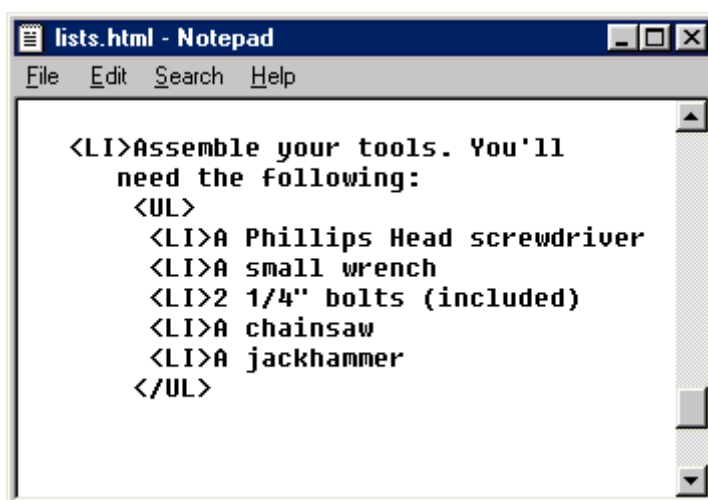 lists.html - Notepad
File Edit Search Help
<LI>Assemble your tools. You'll
need the following:
<UL>
<LI>A Phillips Head screwdriver
<LI>A small wrench
<LI>2 1/4" bolts (included)
<LI>A chainsaw
<LI>A jackhammer
</UL>